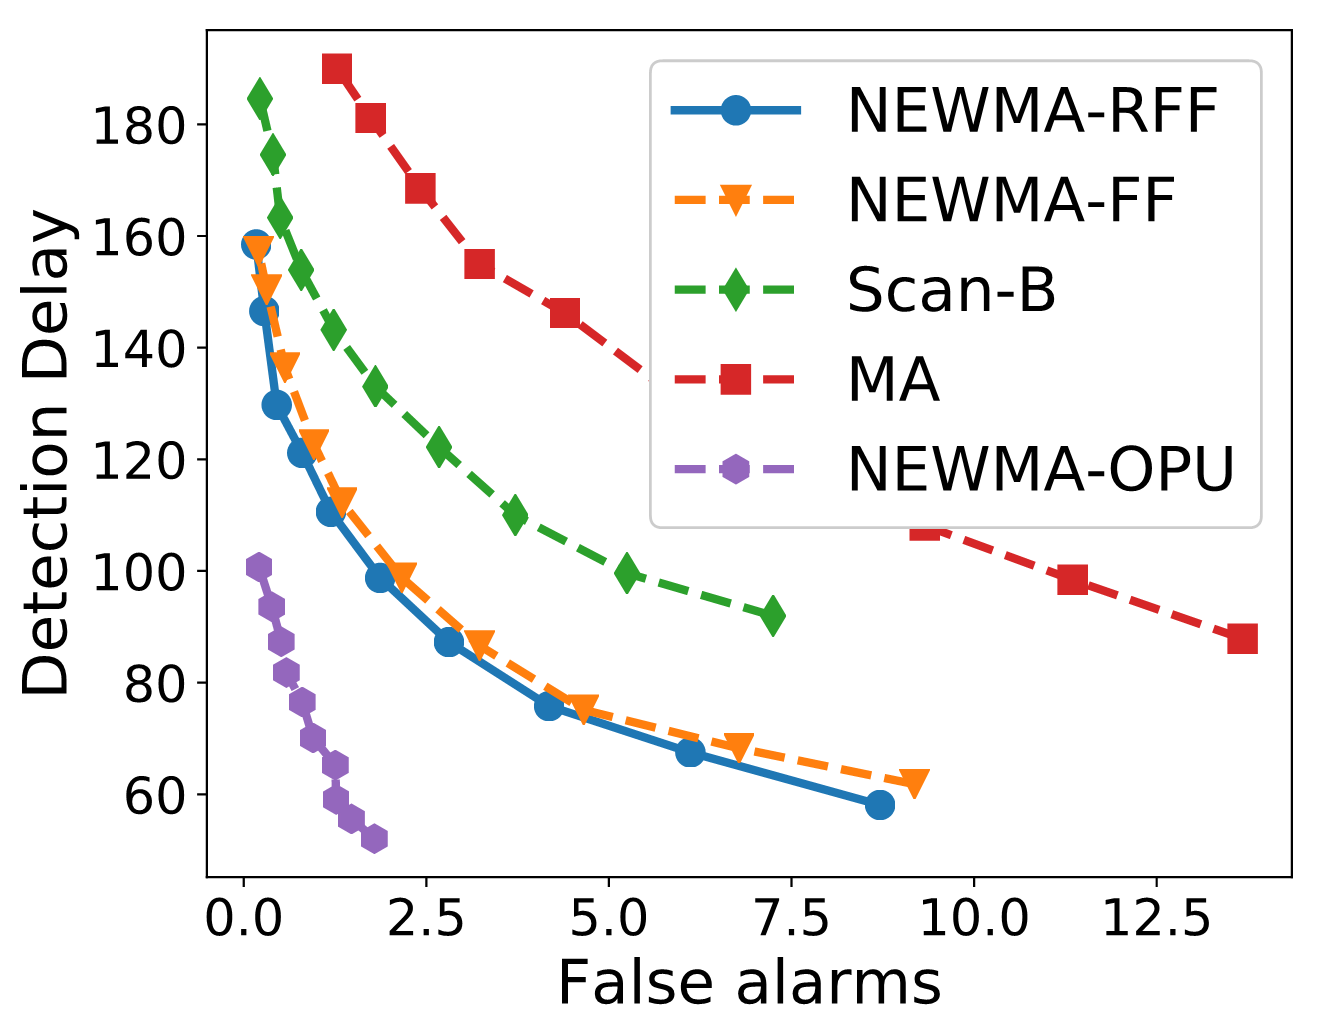 Detection Delay
180
160
140
120
100
80
60
NEWMA-RFF
NEWMA-FF
Scan-B
MA
NEWMA-OPU
0.0 2.5 5.0 7.5 10.0 12.5
False alarms